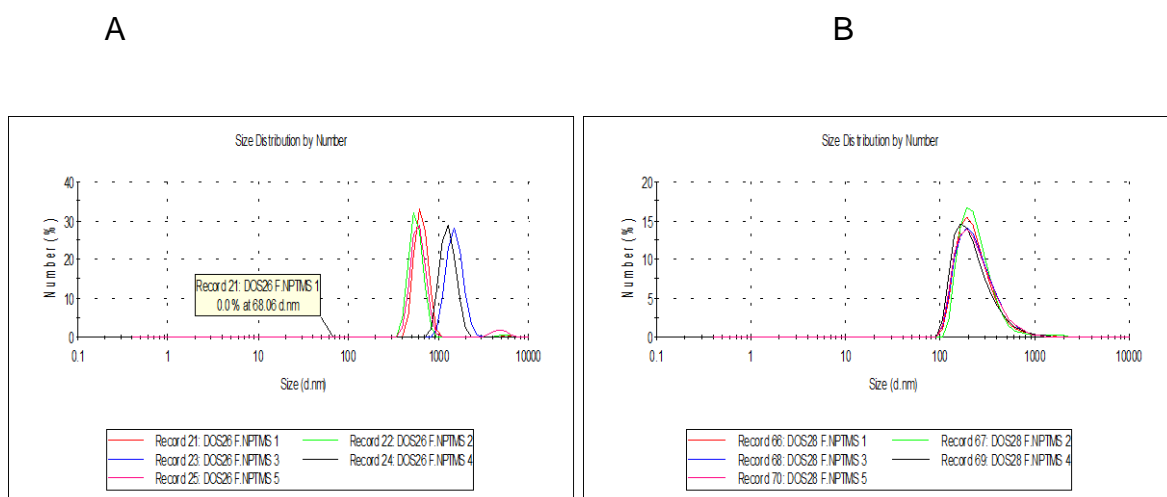 A
B
Size Distribution by Number
40
30
20
10
0
Number (%)
0.1 1 10 100 1000 10000
Size (d.nm)
Record 21: DOS26 F.NPTMS 1
0.0 % at 68.06 d.nm
Record 21: DOS26 F.NPTMS 1 Record 22: DOS26 F.NPTMS 2
Record 23: DOS26 F.NPTMS 3 Record 24: DOS26 F.NPTMS 4
Record 25: DOS26 F.NPTMS 5
Size Distribution by Number
20
15
10
5
0
Number (%)
0.1 1 10 100 1000 10000
Size (d.nm)
Record 66: DOS28 F.NPTMS 1 Record 67: DOS28 F.NPTMS 2
Record 68: DOS28 F.NPTMS 3 Record 69: DOS28 F.NPTMS 4
Record 70: DOS28 F.NPTMS 5